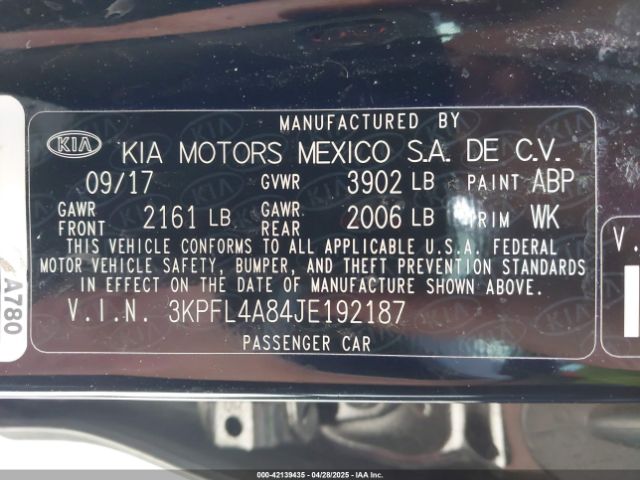 MANUFACTURED BY
KIA KIA MOTORS MEXICO S.A. DE C.V.
09/17 GVWR 3902 LB PAINT ABP
GAWR FRONT 2161 LB GAWR REAR 2006 LB TRIM WK
THIS VEHICLE CONFORMS TO ALL APPLICABLE U.S.A. FEDERAL
MOTOR VEHICLE SAFETY, BUMPER, AND THEFT PREVENTION STANDARDS
IN EFFECT ON THE DATE OF MANUFACTURE SHOWN ABOVE.
V.I.N. 3KPFL4A84JE192187
PASSENGER CAR
A780
V.
000-42139435 - 04/28/2025 - IAAI, Inc.